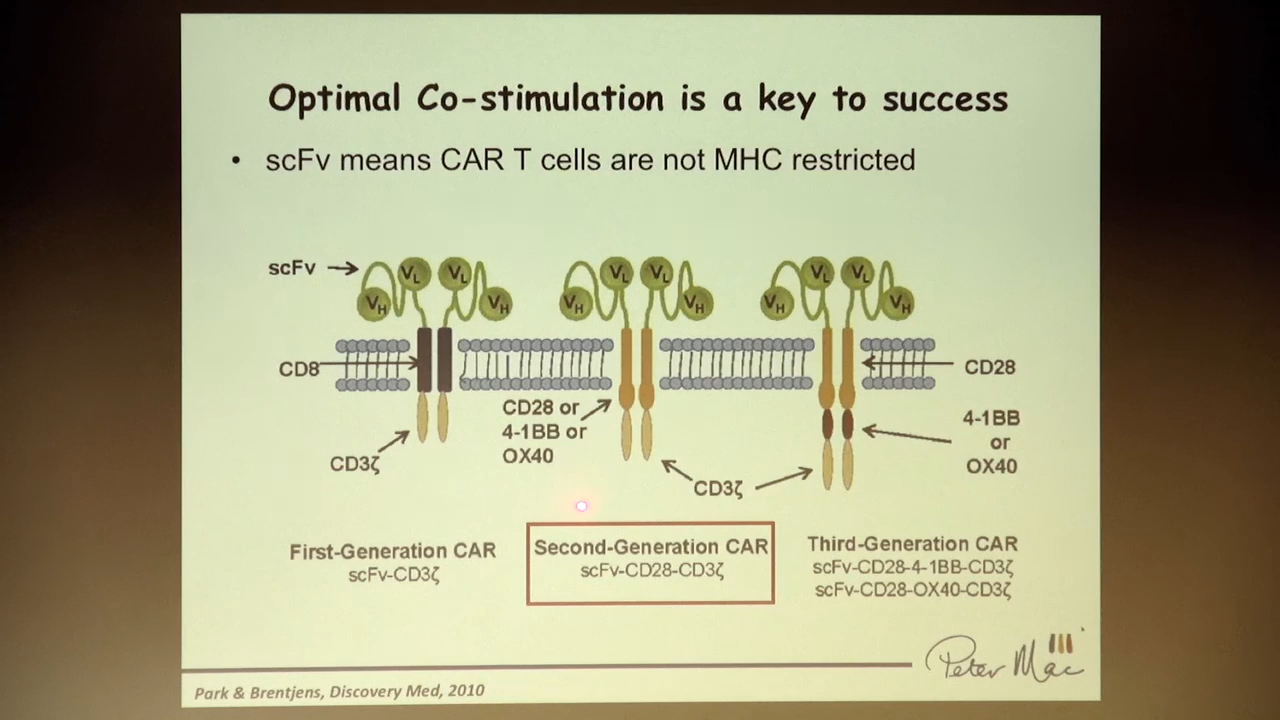 Optimal Co-stimulation is a key to success
• scFv means CAR T cells are not MHC restricted
scFv
VH VL VL VH
VH VL VL VH
VH VL VL VH
CD8
CD28
CD28 or
4-1BB or
OX40
4-1BB
or
OX40
CD3ζ
CD3ζ
First-Generation CAR
scFv-CD3ζ
Second-Generation CAR
scFv-CD28-CD3ζ
Third-Generation CAR
scFv-CD28-4-1BB-CD3ζ
scFv-CD28-OX40-CD3ζ
Peter Mac
Park & Brentjens, Discovery Med, 2010